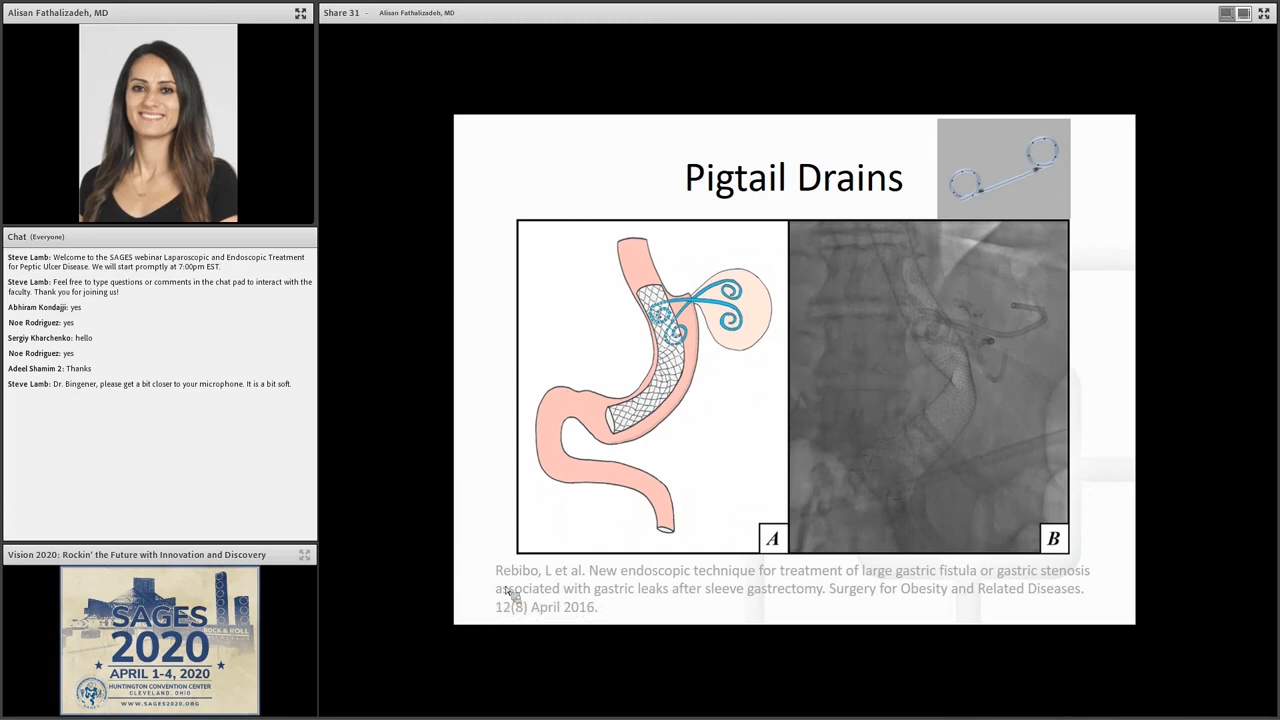 Alisan Fathalizadeh, MD
Share 31 - Alisan Fathalizadeh, MD
Chat (Everyone)
Steve Lamb: Welcome to the SAGES webinar Laparoscopic and Endoscopic Treatment
for Peptic Ulcer Disease. We will start promptly at 7:00pm EST.
Steve Lamb: Feel free to type questions or comments in the chat pad to interact with the
faculty. Thank you for joining us!
Abhiram Kondajji: yes
Noe Rodriguez: yes
Sergiy Kharchenko: hello
Noe Rodriguez: yes
Adeel Shamim 2: Thanks
Steve Lamb: Dr. Bingener, please get a bit closer to your microphone. It is a bit soft.
Vision 2020: Rockin' the Future with Innovation and Discovery
ROCK & ROLL
SAGES
2020
APRIL 1-4, 2020
HUNTINGTON CONVENTION CENTER
CLEVELAND, OHIO
WWW.SAGES2020.ORG
Pigtail Drains
A
B
Rebibo, L et al. New endoscopic technique for treatment of large gastric fistula or gastric stenosis
associated with gastric leaks after sleeve gastrectomy. Surgery for Obesity and Related Diseases.
12(8) April 2016.